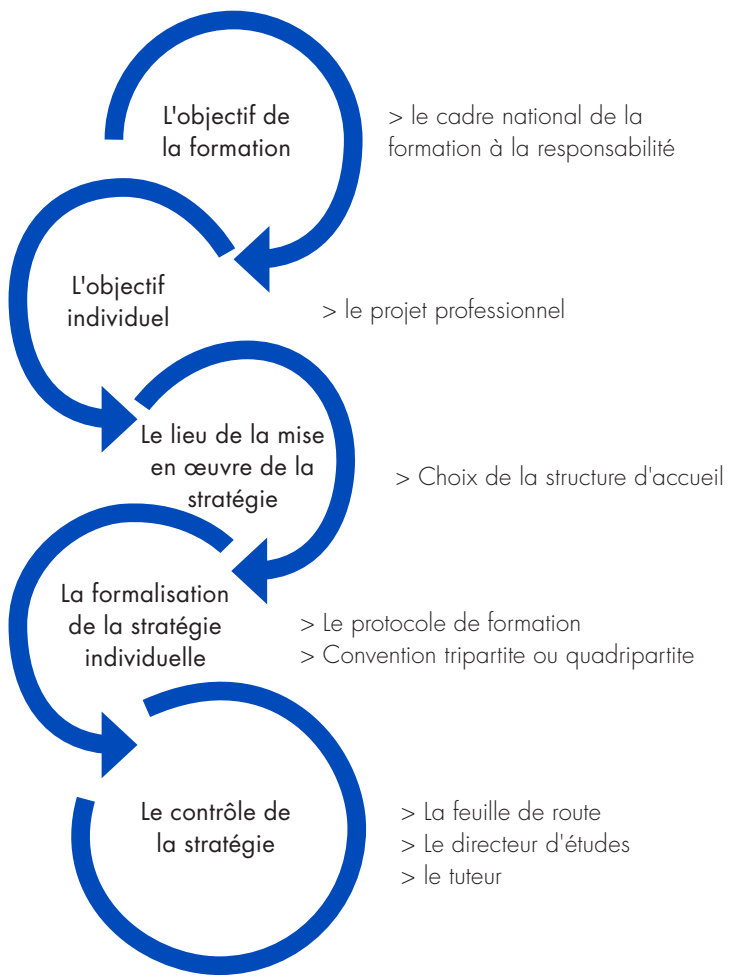 L'objectif de
la formation
> le cadre national de la
formation à la responsabilité
L'objectif
individuel
> le projet professionnel
Le lieu de la mise
en œuvre de la
stratégie
> Choix de la structure d'accueil
La formalisation
de la stratégie
individuelle
> Le protocole de formation
> Convention tripartite ou quadripartite
Le contrôle de
la stratégie
> La feuille de route
> Le directeur d'études
> le tuteur